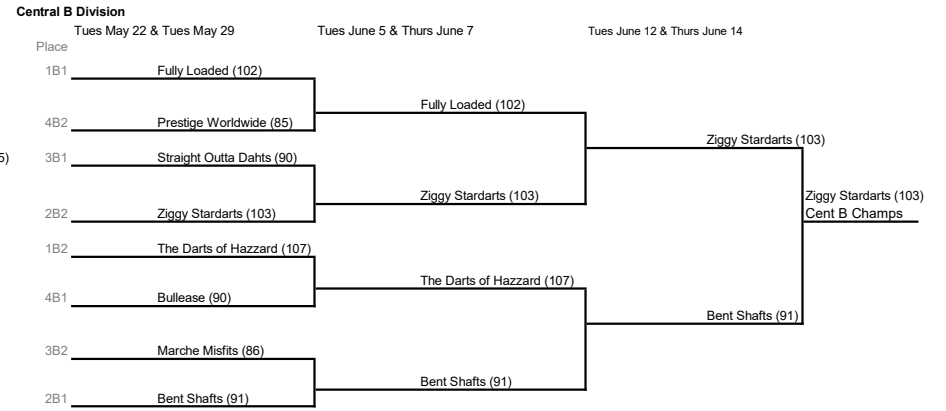 Central B Division
Tues May 22 & Tues May 29 Tues June 5 & Thurs June 7 Tues June 12 & Thurs June 14
Place
1B1 Fully Loaded (102)
Fully Loaded (102)
4B2 Prestige Worldwide (85)
Ziggy Stardarts (103)
5) 3B1 Straight Outta Dahts (90)
Ziggy Stardarts (103) Ziggy Stardarts (103)
2B2 Ziggy Stardarts (103) Cent B Champs
1B2 The Darts of Hazzard (107)
The Darts of Hazzard (107)
4B1 Bullease (90)
Bent Shafts (91)
3B2 Marche Misfits (86)
Bent Shafts (91)
2B1 Bent Shafts (91)